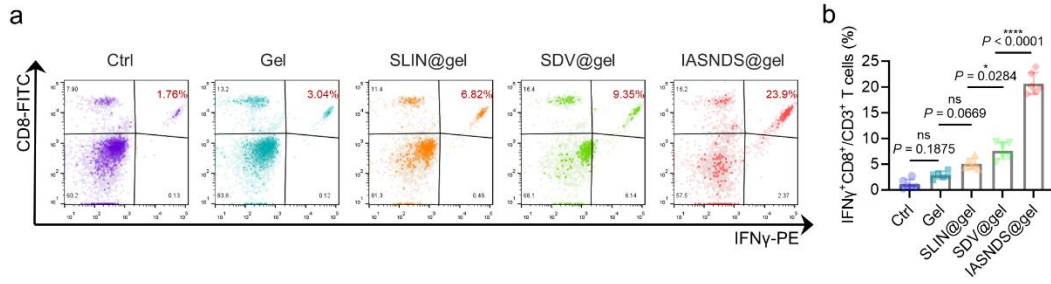 a
Ctrl
Gel
SLIN@gel
SDV@gel
IASNDS@gel
CD8-FITC
7.90
1.76%
90.2
0.13
13.2
3.04%
83.6
0.12
11.4
6.82%
81.3
0.46
16.4
9.35%
68.1
6.14
16.2
23.9%
57.5
2.37
IFNγ-PE
b
IFNγ⁺CD8⁺/CD3⁺ T cells (%)
25
20
15
10
5
0
****
P < 0.0001
*
P = 0.0284
ns
P = 0.0669
ns
P = 0.1875
Ctrl
Gel
SLIN@gel
SDV@gel
IASNDS@gel